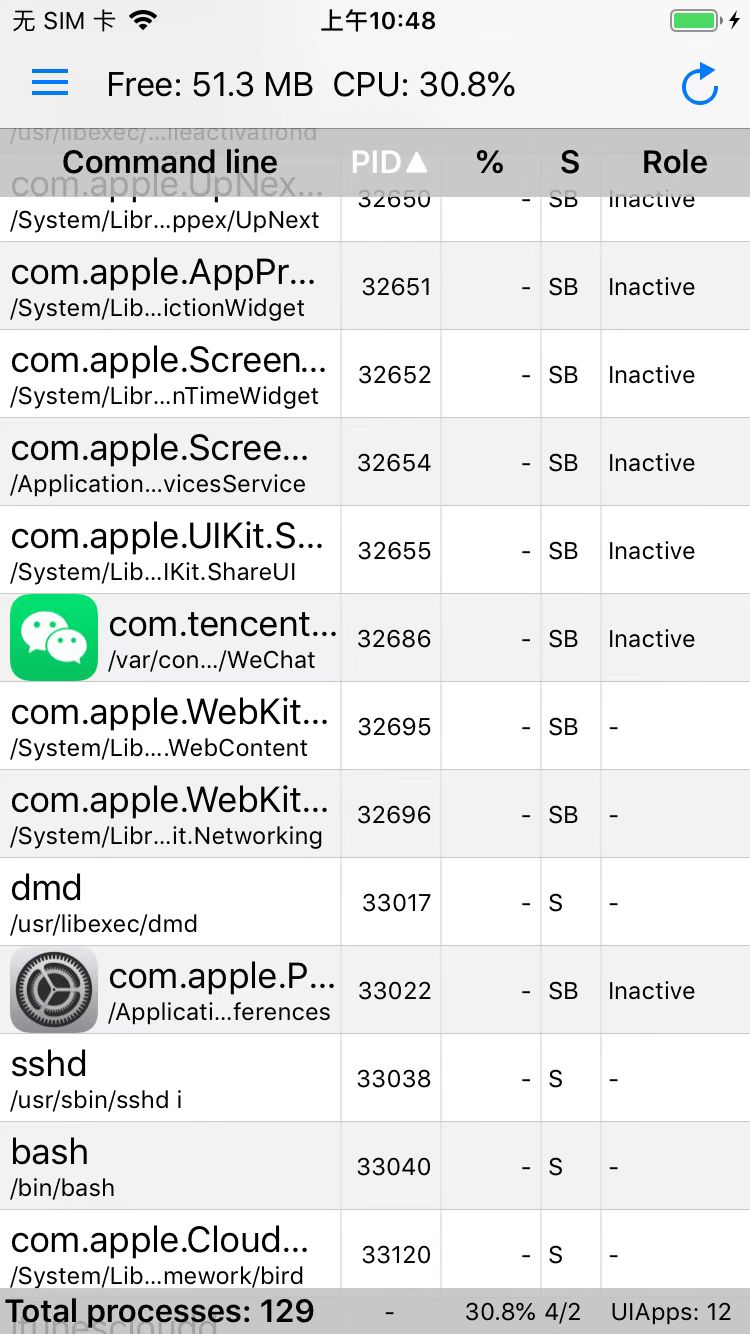 无 SIM 卡 上午10:48
Free: 51.3 MB CPU: 30.8%
/usr/libexec/...ileactivationd
Command line PID▲ % S Role
com.apple.UpNex... 32650 - SB Inactive
/System/Libr...ppex/UpNext
com.apple.AppPr... 32651 - SB Inactive
/System/Lib...ictionWidget
com.apple.Screen... 32652 - SB Inactive
/System/Libr...nTimeWidget
com.apple.Scree... 32654 - SB Inactive
/Application...vicesService
com.apple.UIKit.S... 32655 - SB Inactive
/System/Lib...IKit.ShareUI
com.tencent... 32686 - SB Inactive
/var/con.../WeChat
com.apple.WebKit... 32695 - SB -
/System/Lib....WebContent
com.apple.WebKit... 32696 - SB -
/System/Libr...it.Networking
dmd 33017 - S -
/usr/libexec/dmd
com.apple.P... 33022 - SB Inactive
/Applicati...ferences
sshd 33038 - S -
/usr/sbin/sshd i
bash 33040 - S -
/bin/bash
com.apple.Cloud... 33120 - S -
/System/Lib...mework/bird
Total processes: 129 - 30.8% 4/2 UIApps: 12
itunescloudd